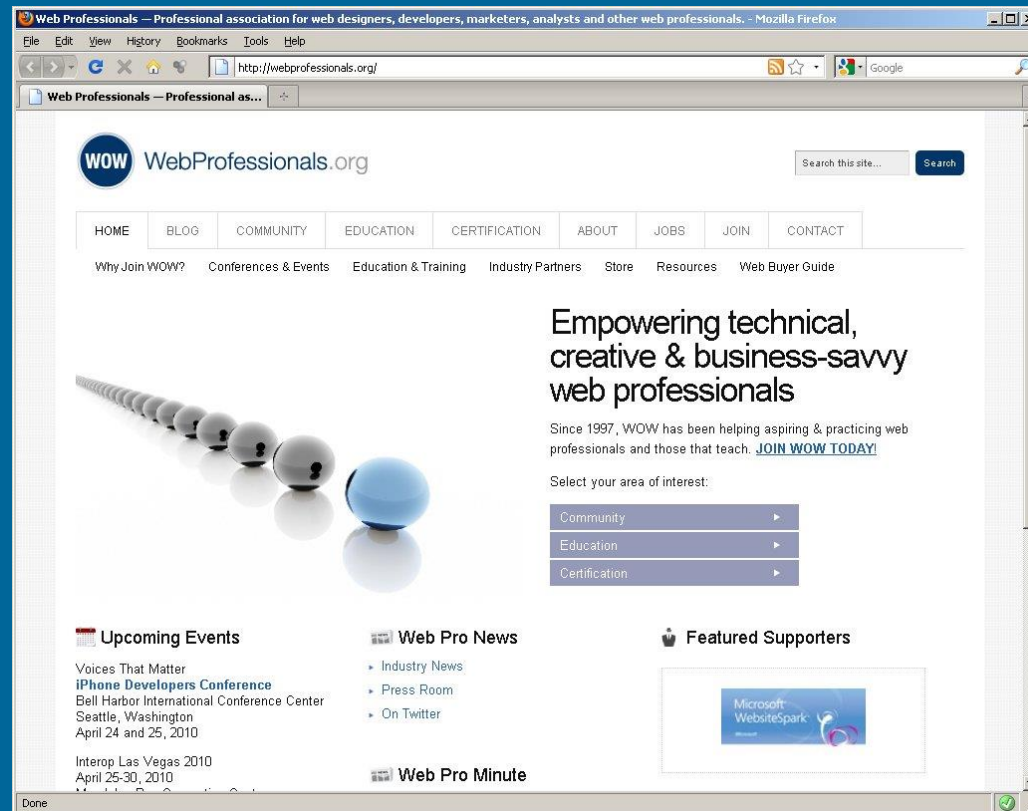 Web Professionals — Professional association for web designers, developers, marketers, analysts and other web professionals. - Mozilla Firefox
File Edit View History Bookmarks Tools Help
http://webprofessionals.org/
Google
Web Professionals — Professional as...
WOW WebProfessionals.org
Search this site... Search
HOME BLOG COMMUNITY EDUCATION CERTIFICATION ABOUT JOBS JOIN CONTACT
Why Join WOW? Conferences & Events Education & Training Industry Partners Store Resources Web Buyer Guide
Empowering technical,
creative & business-savvy
web professionals
Since 1997, WOW has been helping aspiring & practicing web
professionals and those that teach. JOIN WOW TODAY!
Select your area of interest:
Community
Education
Certification
Upcoming Events
Voices That Matter
iPhone Developers Conference
Bell Harbor International Conference Center
Seattle, Washington
April 24 and 25, 2010
Interop Las Vegas 2010
April 25-30, 2010
Web Pro News
Industry News
Press Room
On Twitter
Web Pro Minute
Featured Supporters
Microsoft
WebsiteSpark
Done